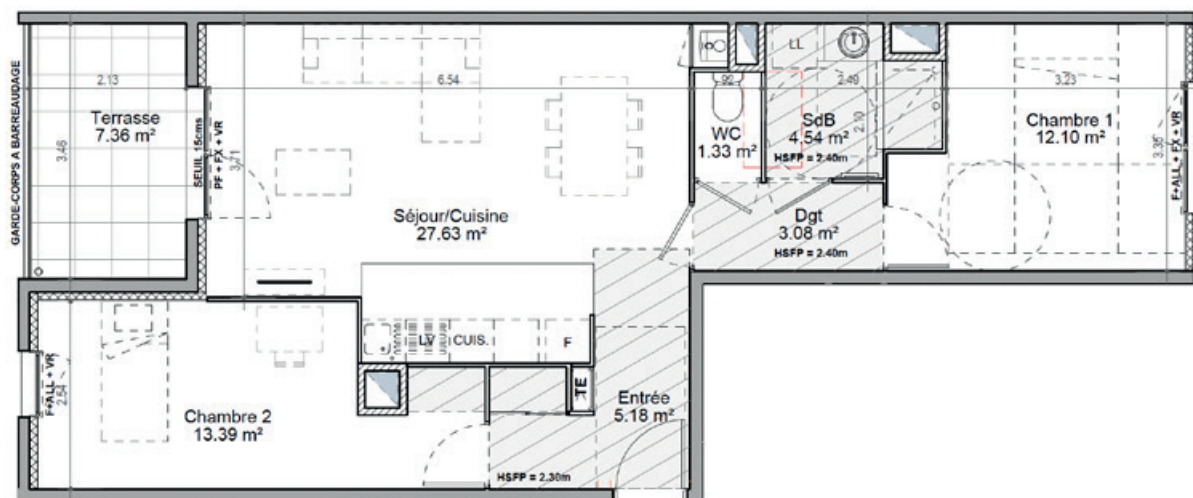 GARDE-CORPS A BARREAUDAGE
2.13
Terrasse
7.36 m²
3.46
SEUIL 15cms
PF + FX + VR
3.71
6.54
Séjour/Cuisine
27.63 m²
.92
WC
1.33 m²
LL
2.49
2.10
SdB
4.54 m²
HSFP = 2.40m
Dgt
3.08 m²
HSFP = 2.40m
3.23
Chambre 1
12.10 m²
3.35
F+ALL + FX + VR
LV
CUIS.
F
TE
Entrée
5.18 m²
F+ALL + VR
2.54
Chambre 2
13.39 m²
HSFP = 2.30m